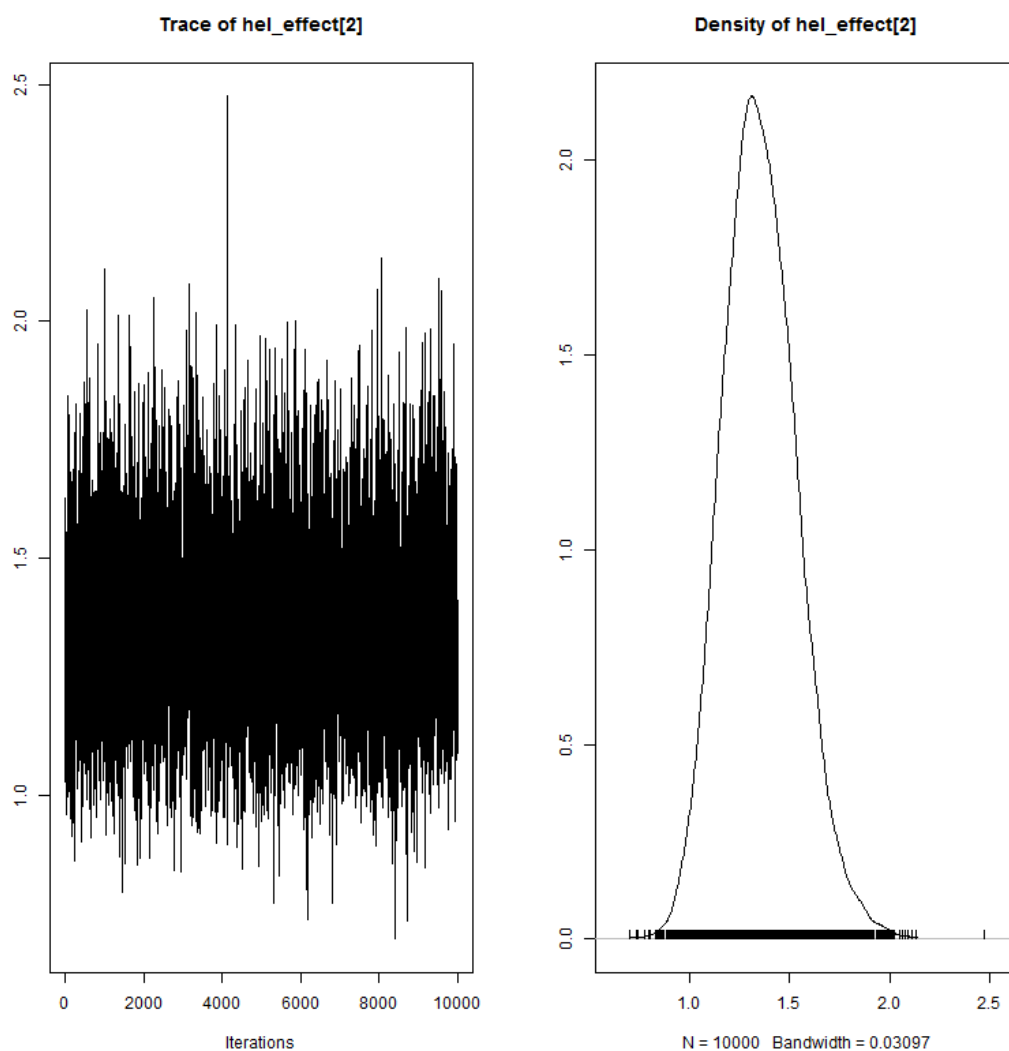 Trace of hel_effect[2]
2.5
2.0
1.5
1.0
0 2000 4000 6000 8000 10000
Iterations
Density of hel_effect[2]
2.0
1.5
1.0
0.5
0.0
1.0 1.5 2.0 2.5
N = 10000 Bandwidth = 0.03097